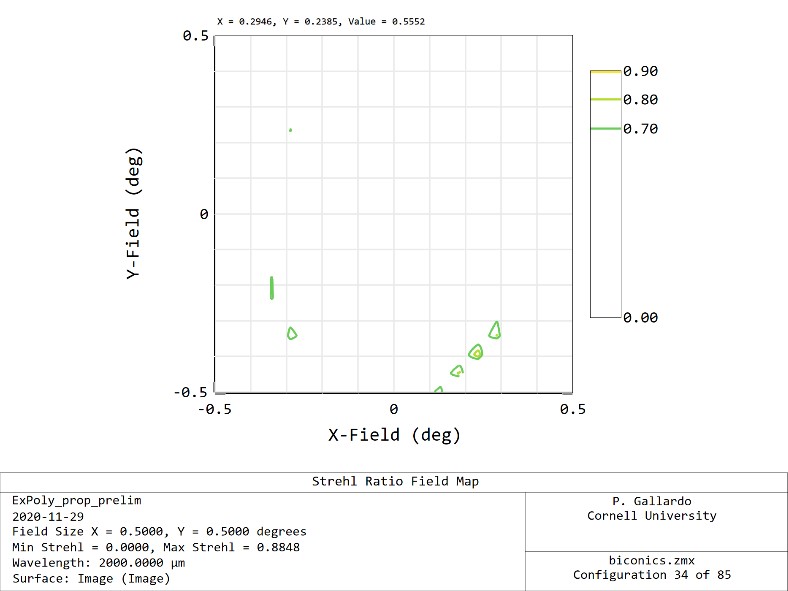 X = 0.2946, Y = 0.2385, Value = 0.5552
0.5
0
-0.5
Y-Field (deg)
-0.5
0
0.5
X-Field (deg)
0.90
0.80
0.70
0.00
Strehl Ratio Field Map
ExPoly_prop_prelim
2020-11-29
Field Size X = 0.5000, Y = 0.5000 degrees
Min Strehl = 0.0000, Max Strehl = 0.8848
Wavelength: 2000.0000 µm
Surface: Image (Image)
P. Gallardo
Cornell University
biconics.zmx
Configuration 34 of 85